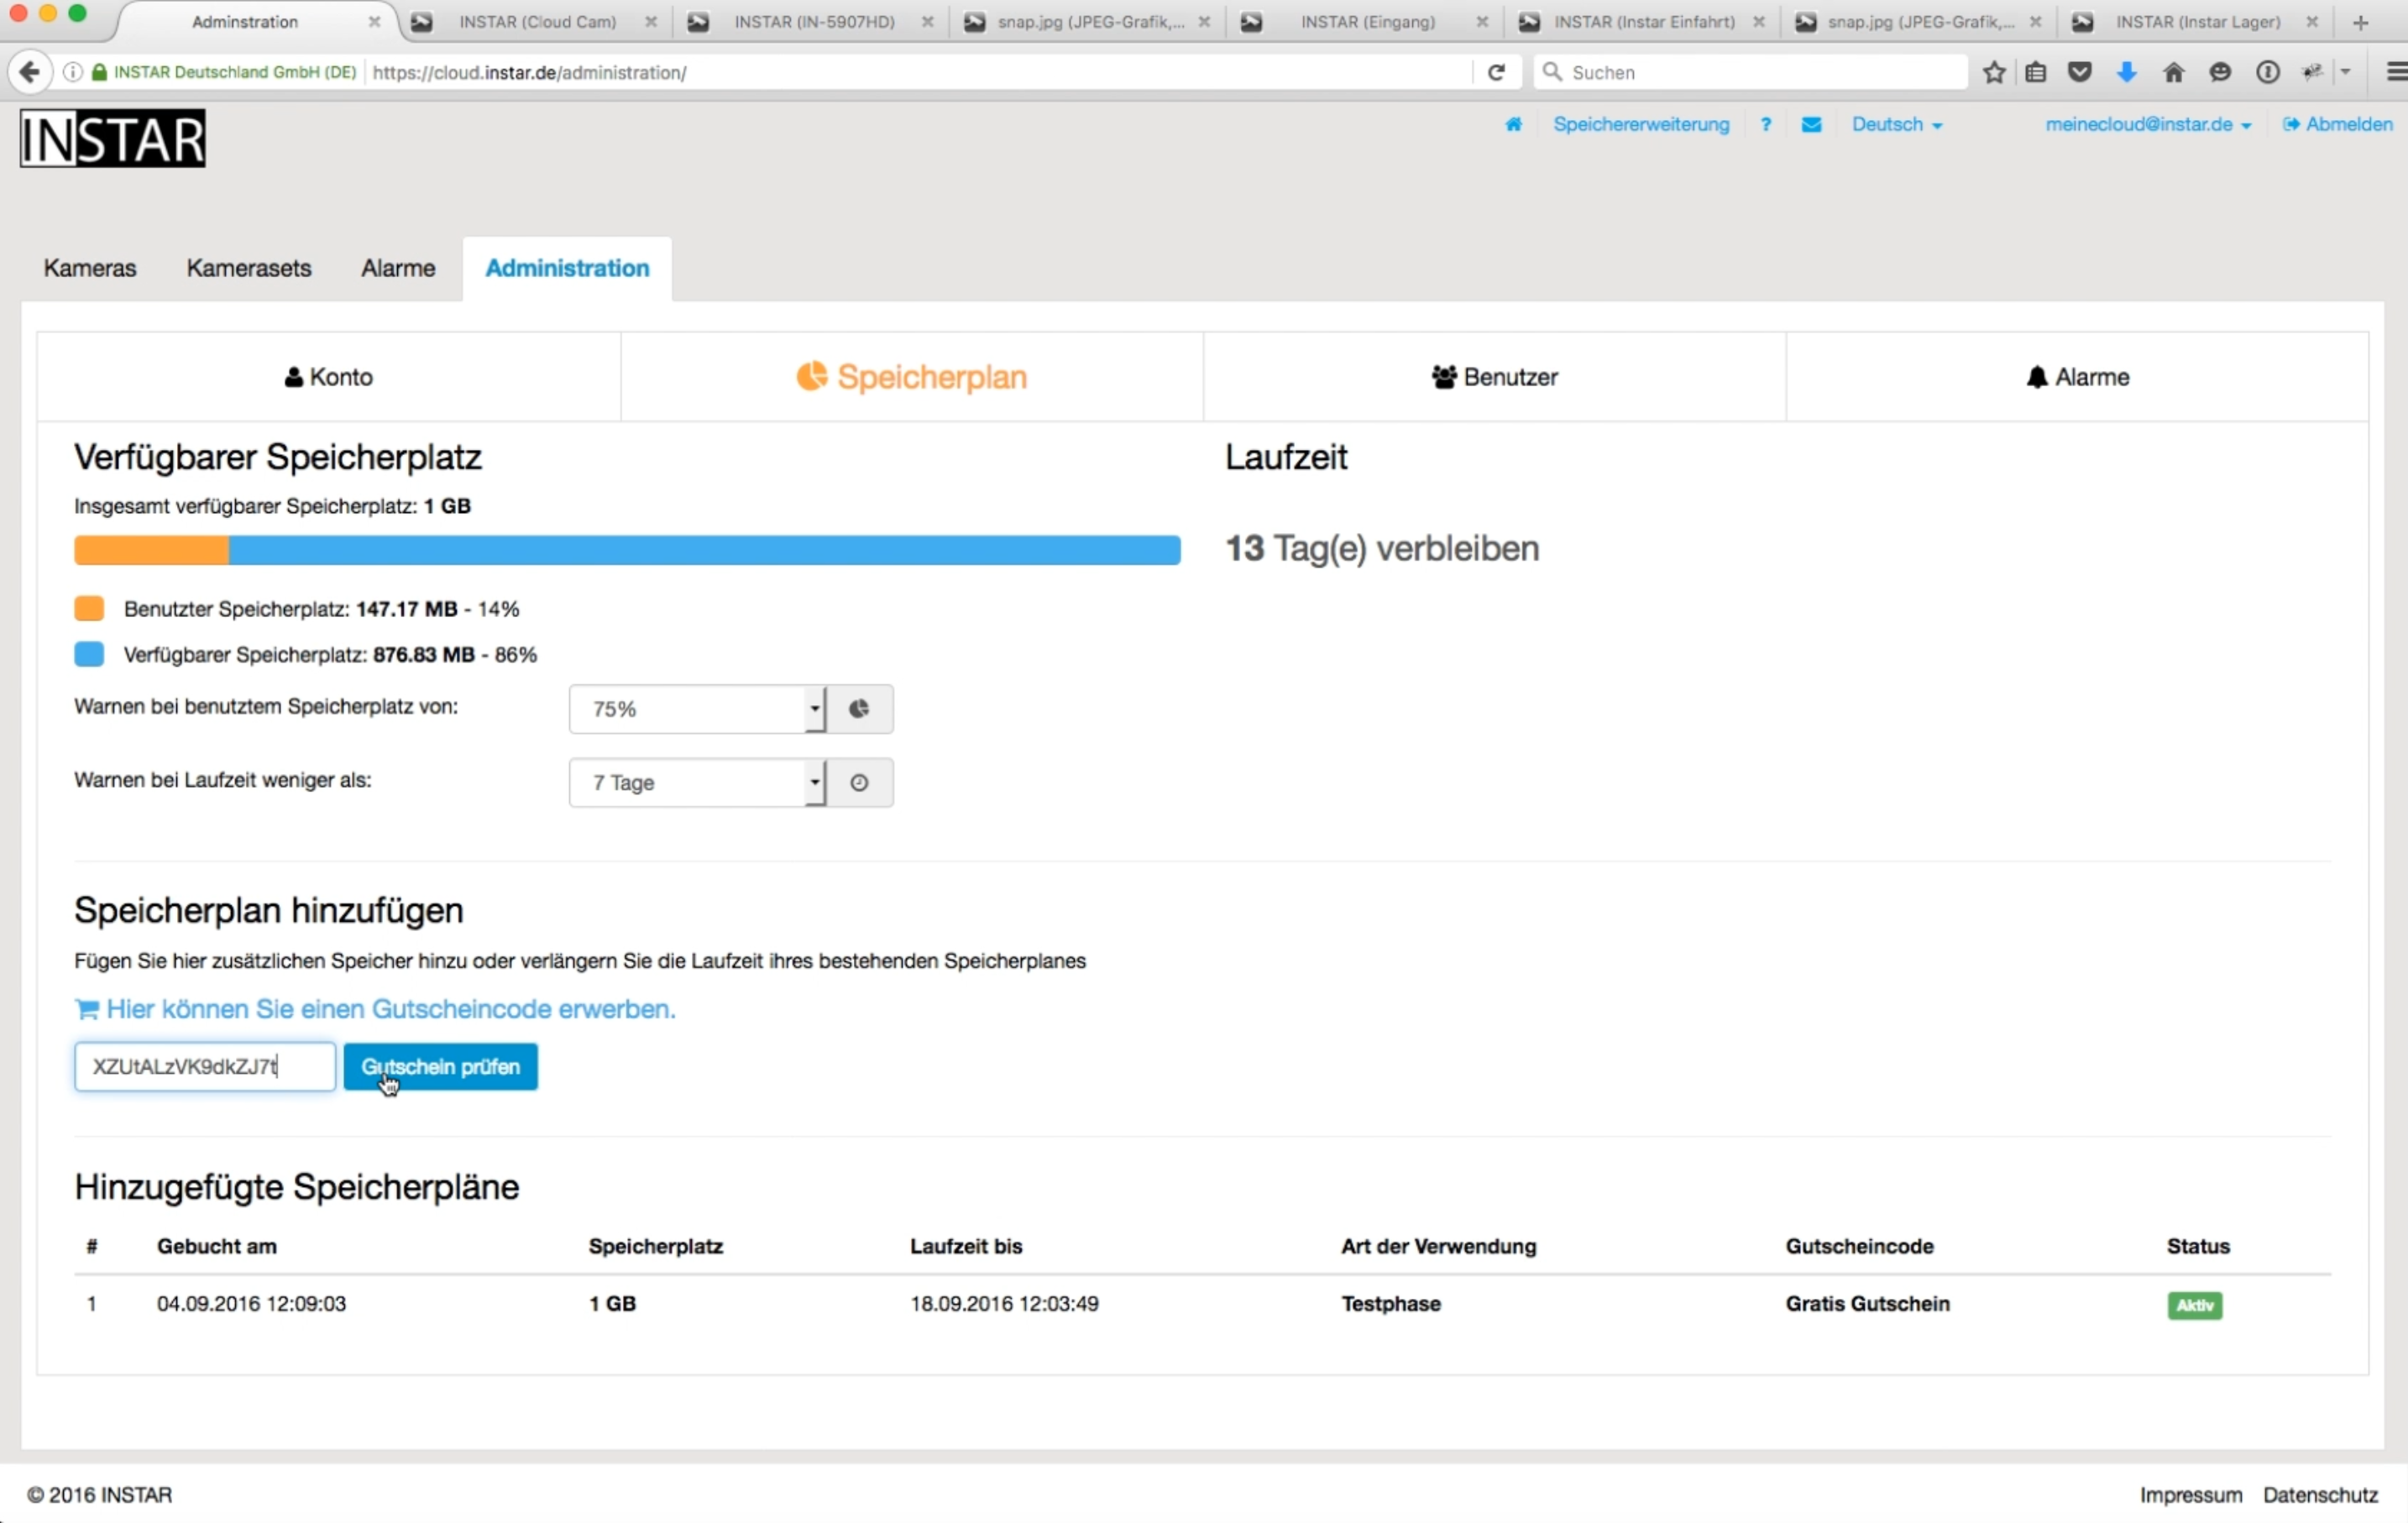 Adminstration
INSTAR (Cloud Cam)
INSTAR (IN-5907HD)
snap.jpg (JPEG-Grafik,...
INSTAR (Eingang)
INSTAR (Instar Einfahrt)
snap.jpg (JPEG-Grafik,...
INSTAR (Instar Lager)
INSTAR Deutschland GmbH (DE) https://cloud.instar.de/administration/
Suchen
INSTAR
Speichererweiterung ? Deutsch meinecloud@instar.de Abmelden
Kameras Kamerasets Alarme Administration
Konto Speicherplan Benutzer Alarme
Verfügbarer Speicherplatz
Laufzeit
Insgesamt verfügbarer Speicherplatz: 1 GB
13 Tag(e) verbleiben
Benutzter Speicherplatz: 147.17 MB - 14%
Verfügbarer Speicherplatz: 876.83 MB - 86%
Warnen bei benutztem Speicherplatz von: 75%
Warnen bei Laufzeit weniger als: 7 Tage
Speicherplan hinzufügen
Fügen Sie hier zusätzlichen Speicher hinzu oder verlängern Sie die Laufzeit ihres bestehenden Speicherplanes
Hier können Sie einen Gutscheincode erwerben.
XZUtALzVK9dkZJ7t Gutschein prüfen
Hinzugefügte Speicherpläne
# Gebucht am Speicherplatz Laufzeit bis Art der Verwendung Gutscheincode Status
1 04.09.2016 12:09:03 1 GB 18.09.2016 12:03:49 Testphase Gratis Gutschein Aktiv
© 2016 INSTAR
Impressum Datenschutz